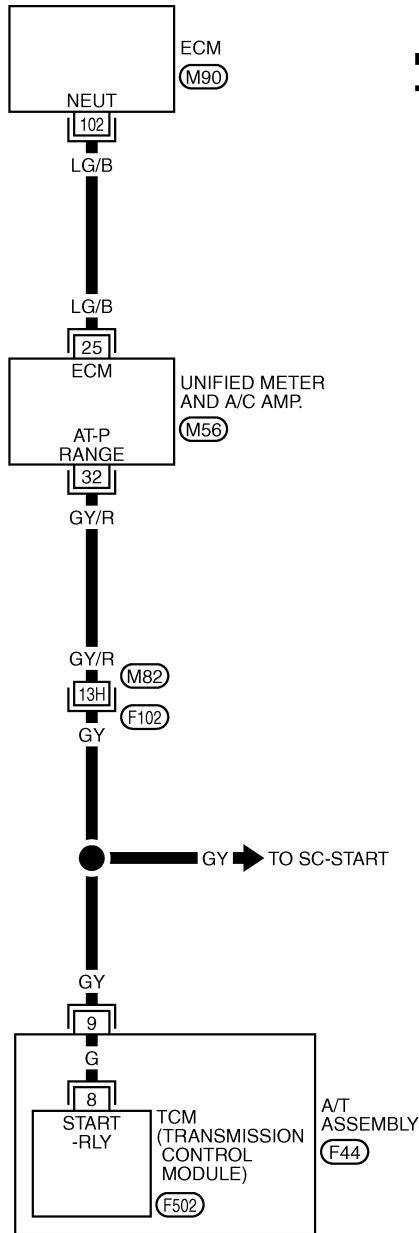 ECM
M90
NEUT
102
LG/B
LG/B
25
ECM
UNIFIED METER
AND A/C AMP.
M56
AT-P
RANGE
32
GY/R
GY/R
M82
13H
F102
GY
GY
TO SC-START
GY
9
G
8
START
-RLY
TCM
(TRANSMISSION
CONTROL
MODULE)
F502
A/T
ASSEMBLY
F44